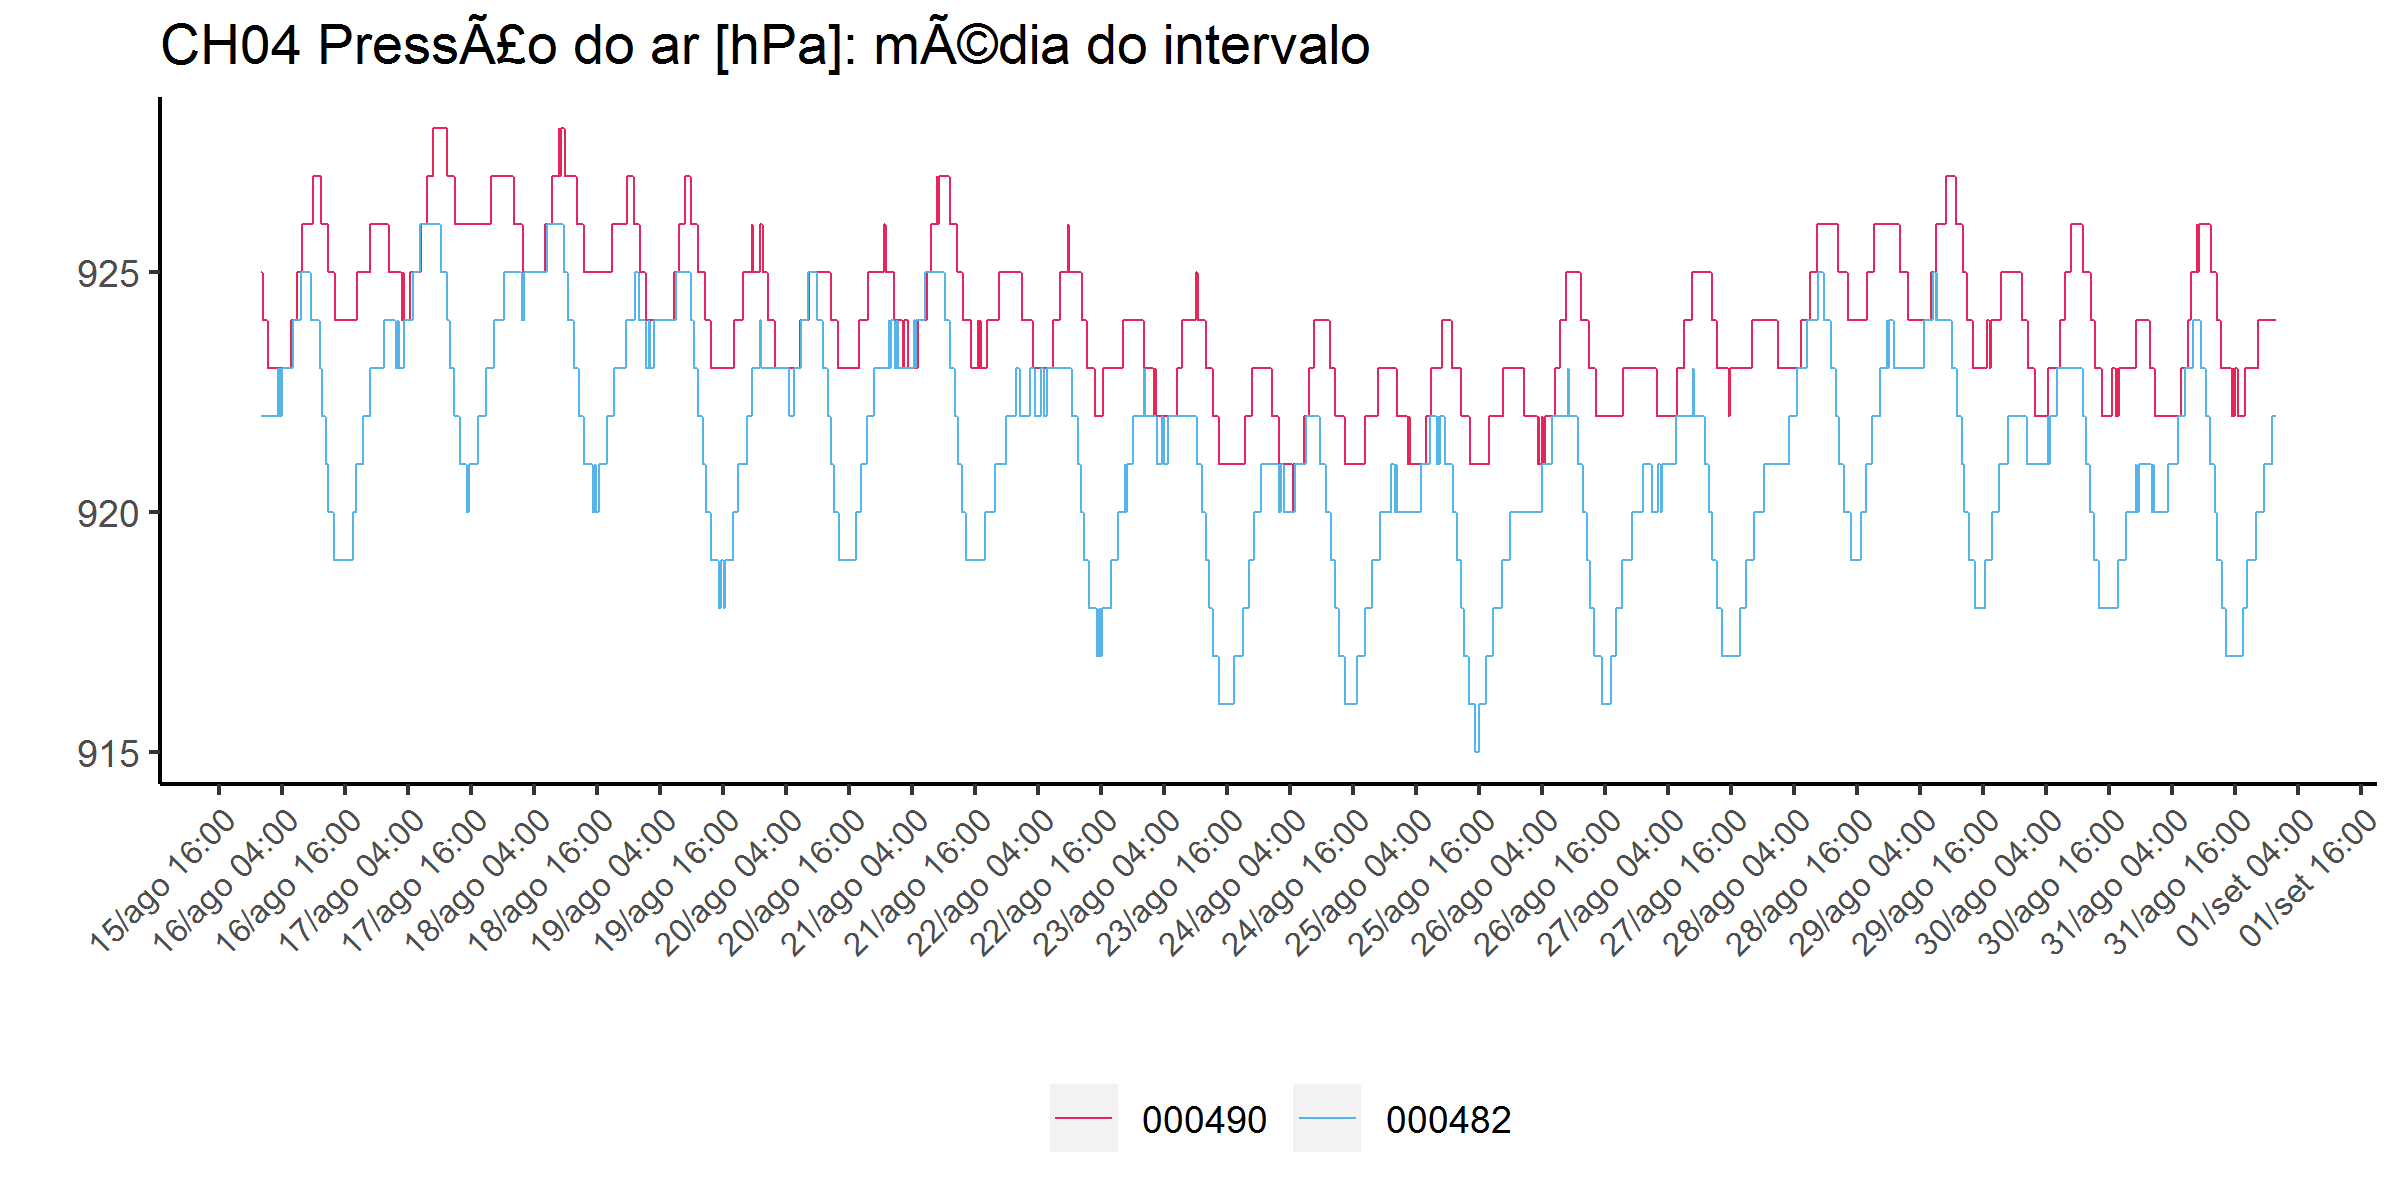 CH04 PressÃ£o do ar [hPa]: mÃ©dia do intervalo
925
920
915
15/ago 16:00
16/ago 04:00
16/ago 16:00
17/ago 04:00
17/ago 16:00
18/ago 04:00
18/ago 16:00
19/ago 04:00
19/ago 16:00
20/ago 04:00
20/ago 16:00
21/ago 04:00
21/ago 16:00
22/ago 04:00
22/ago 16:00
23/ago 04:00
23/ago 16:00
24/ago 04:00
24/ago 16:00
25/ago 04:00
25/ago 16:00
26/ago 04:00
26/ago 16:00
27/ago 04:00
27/ago 16:00
28/ago 04:00
28/ago 16:00
29/ago 04:00
29/ago 16:00
30/ago 04:00
30/ago 16:00
31/ago 04:00
31/ago 16:00
01/set 04:00
01/set 16:00
000490
000482